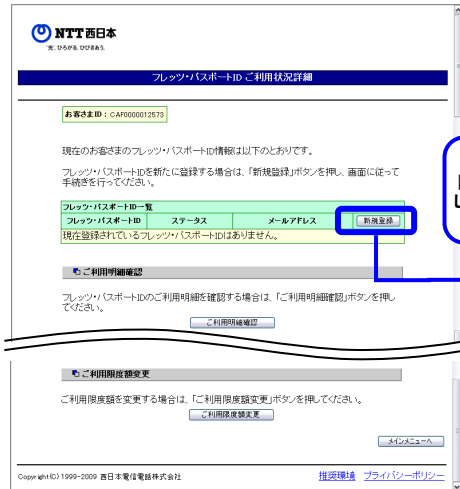 NTT西日本
光、ひろがる。ひびきあう。
フレッツ・パスポートID ご利用状況詳細
お客さまID：CAF0000012573
現在のお客さまのフレッツ・パスポートID情報は以下のとおりです。
フレッツ・パスポートIDを新たに登録する場合は、「新規登録」ボタンを押し、画面に従って
手続きを行ってください。
フレッツ・パスポートID一覧
フレッツ・パスポートID ステータス メールアドレス 新規登録
現在登録されているフレッツ・パスポートIDはありません。
ご利用明細確認
フレッツ・パスポートIDのご利用明細を確認する場合は、「ご利用明細確認」ボタンを押し
てください。
ご利用明細確認
ご利用限度額変更
ご利用限度額を変更する場合は、「ご利用限度額変更」ボタンを押してください。
ご利用限度額変更
メインメニューへ
Copyright(C) 1999-2009 西日本電信電話株式会社 推奨環境 プライバシーポリシー